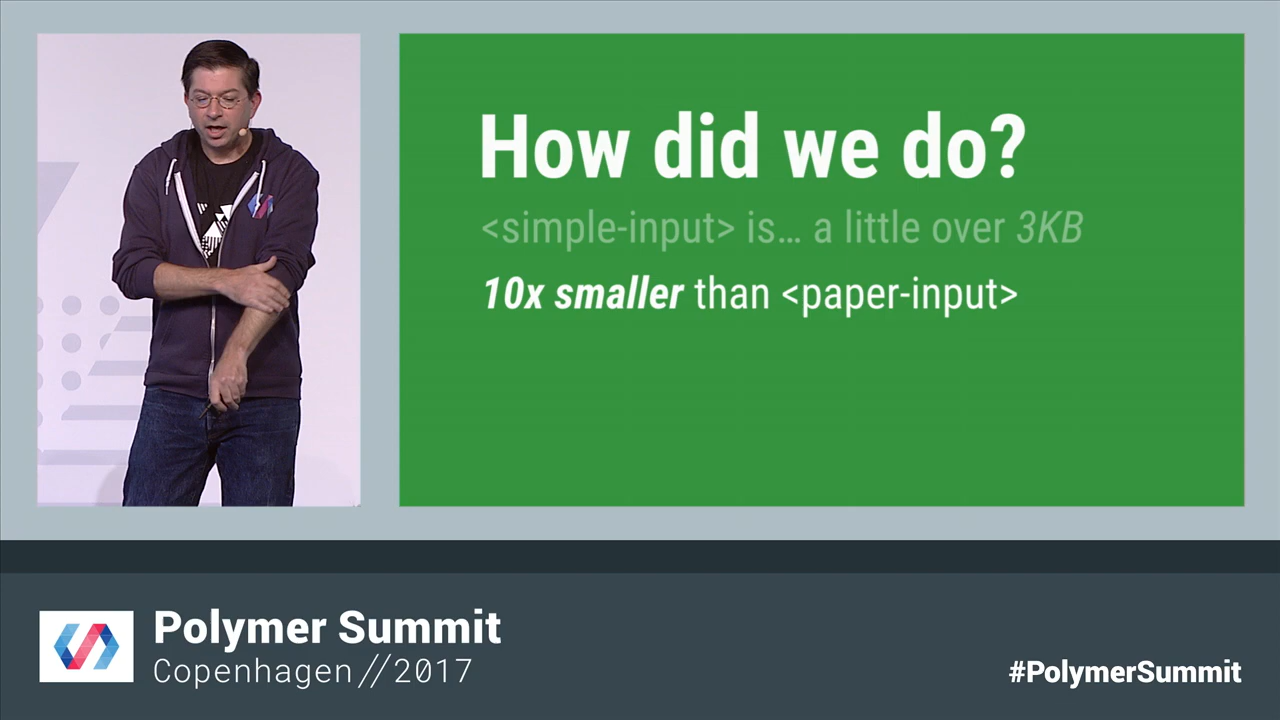 How did we do?
<simple-input> is… a little over 3KB
10x smaller than <paper-input>
Polymer Summit
Copenhagen//2017
#PolymerSummit